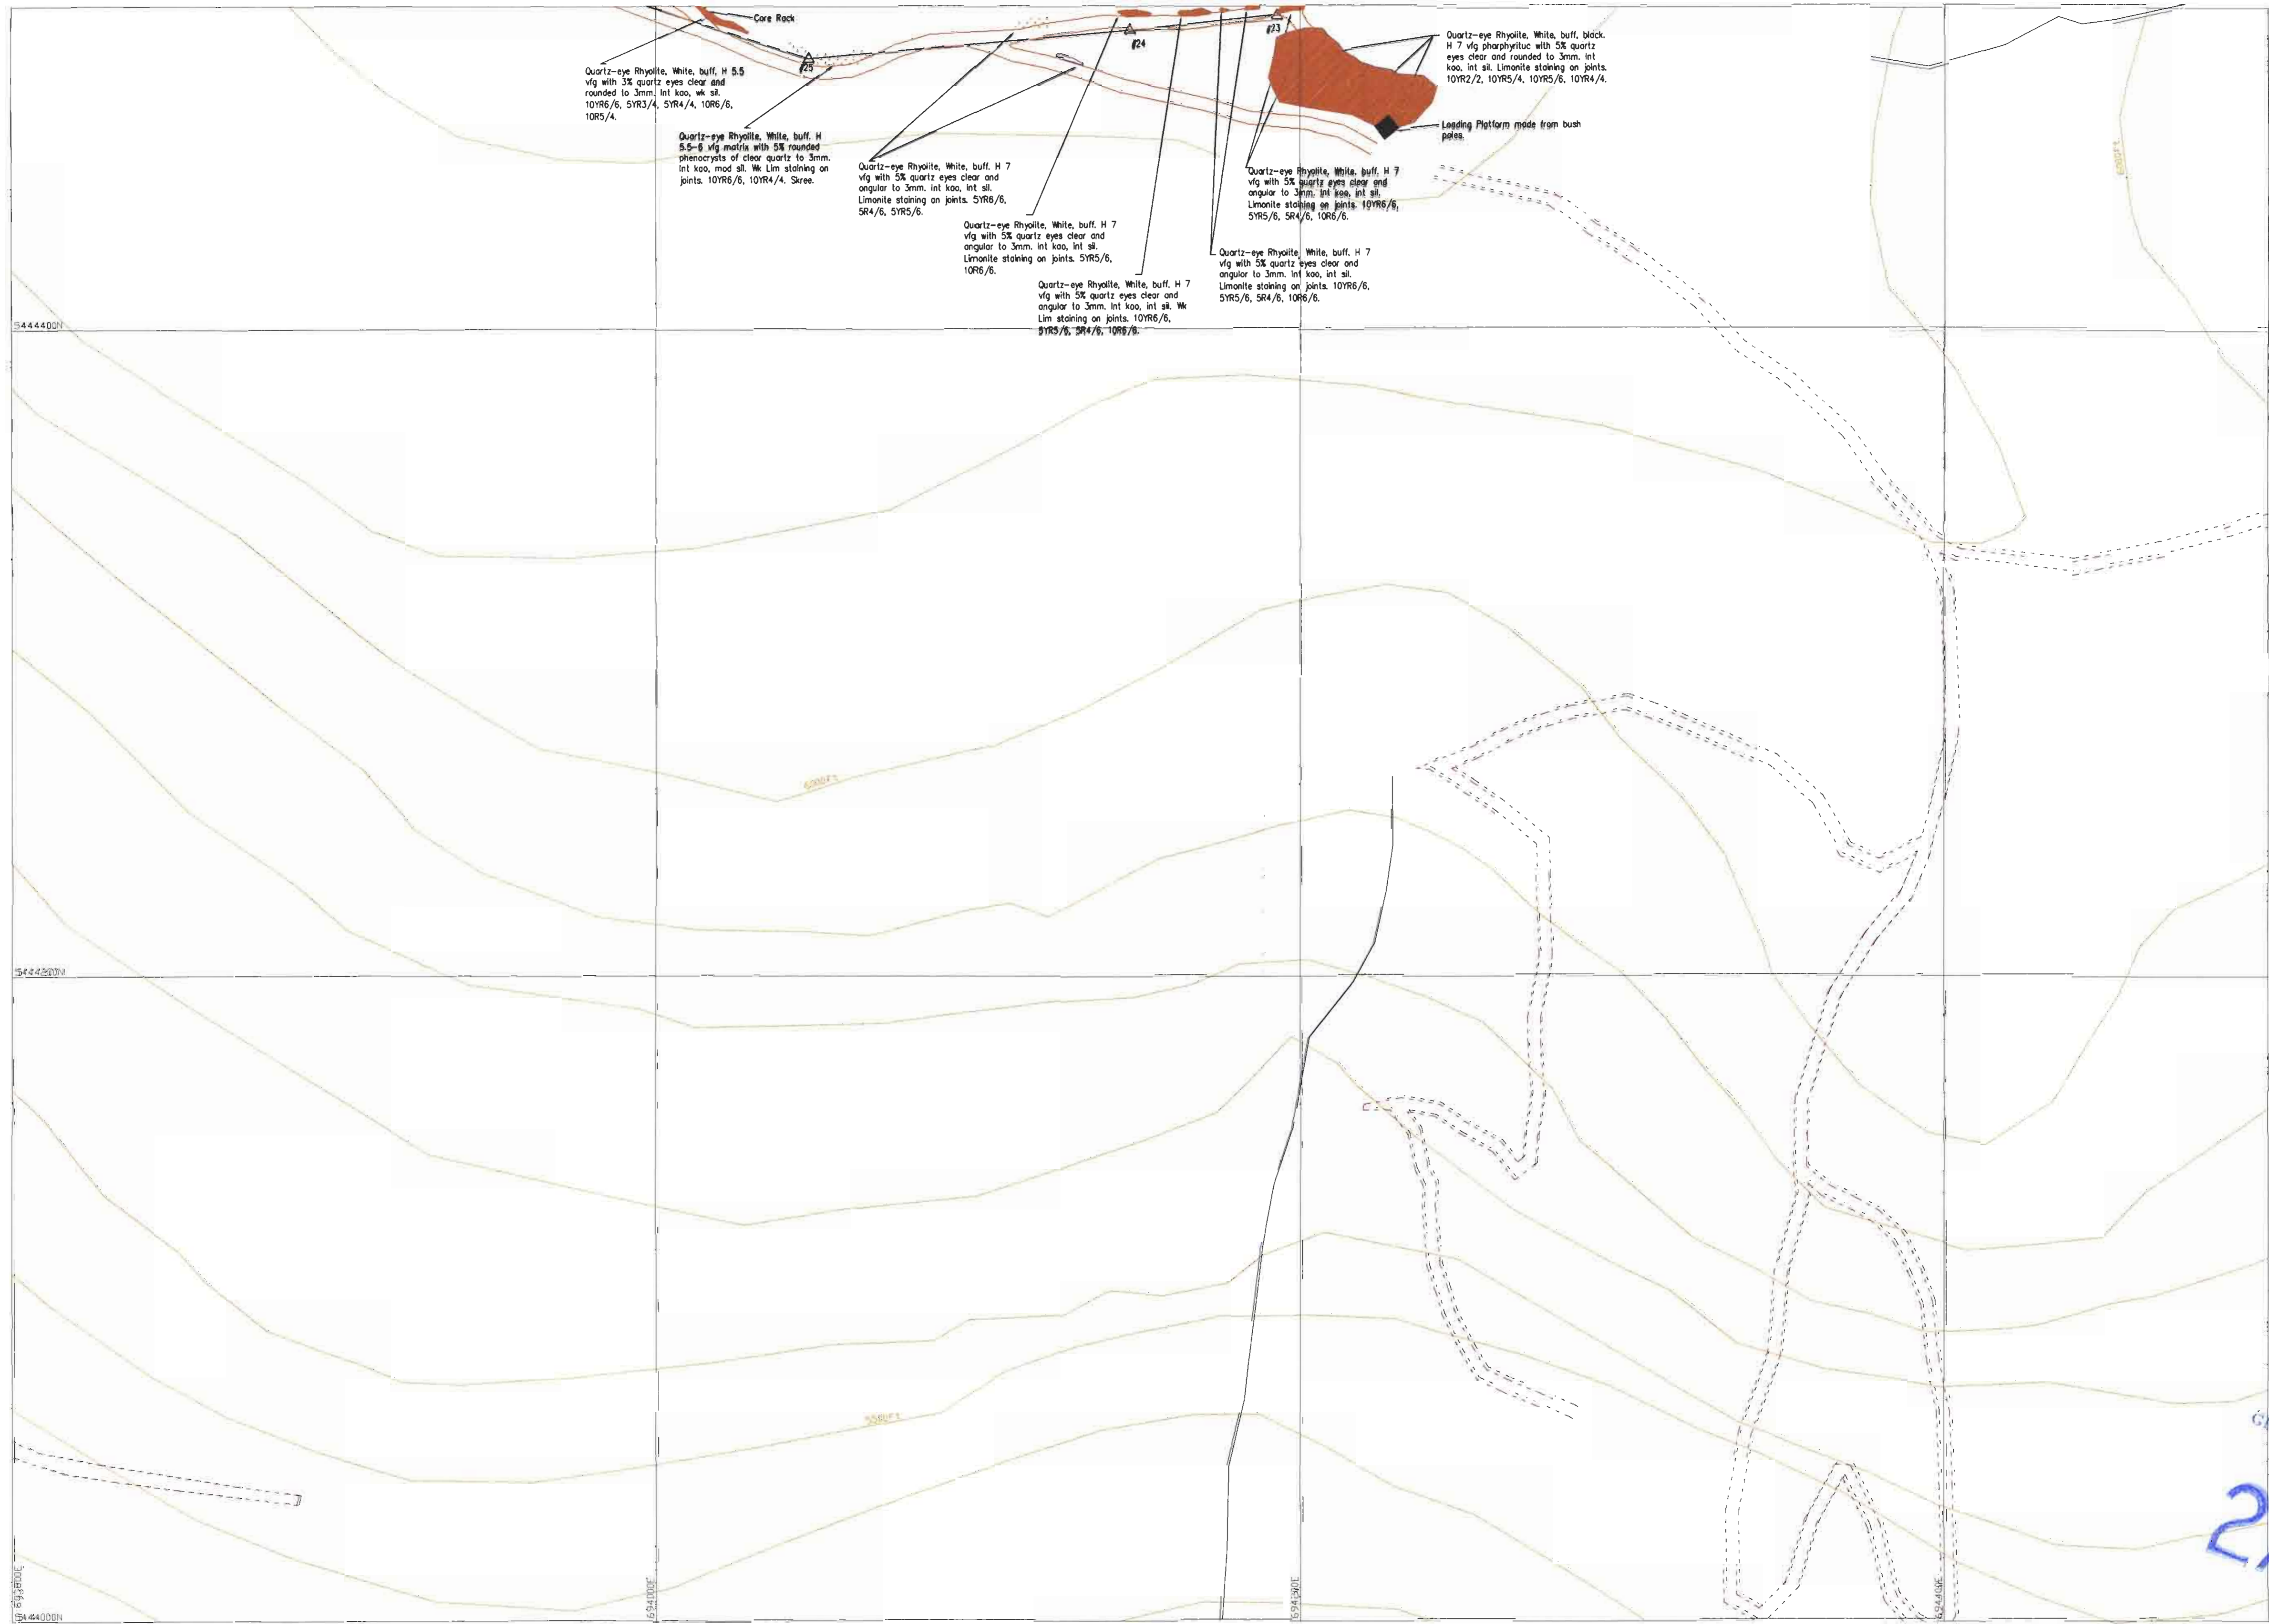 Core Rack
Quartz-eye Rhyolite, White, buff, H 5.5
vfg with 3% quartz eyes clear and
rounded to 3mm. Int kao, wk sil.
10YR6/6, 5YR3/4, 5YR4/4, 10R6/6,
10R5/4.
#25
#24
#23
Quartz-eye Rhyolite, White, buff, black.
H 7 vfg pharphyrituc with 5% quartz
eyes clear and rounded to 3mm. int
kao, int sil. Limonite staining on joints.
10YR2/2, 10YR5/4, 10YR5/6, 10YR4/4.
Loading Platform made from bush
poles.
Quartz-eye Rhyolite, White, buff. H
5.5-6 vfg matrix with 5% rounded
phenocrysts of clear quartz to 3mm.
Int kao, mod sil. Wk Lim staining on
joints. 10YR6/6, 10YR4/4. Skree.
Quartz-eye Rhyolite, White, buff. H 7
vfg with 5% quartz eyes clear and
angular to 3mm. int kao, int sil.
Limonite staining on joints. 5YR6/6,
5R4/6, 5YR5/6.
Quartz-eye Rhyolite, White, buff. H 7
vfg with 5% quartz eyes clear and
angular to 3mm. int kao, int sil.
Limonite staining on joints. 10YR6/6,
5YR5/6, 5R4/6, 10R6/6.
Quartz-eye Rhyolite, White, buff. H 7
vfg with 5% quartz eyes clear and
angular to 3mm. int kao, int sil.
Limonite staining on joints. 5YR5/6,
10R6/6.
Quartz-eye Rhyolite, White, buff. H 7
vfg with 5% quartz eyes clear and
angular to 3mm. Int kao, int sil.
Limonite staining on joints. 10YR6/6,
5YR5/6, 5R4/6, 10R6/6.
Quartz-eye Rhyolite, White, buff. H 7
vfg with 5% quartz eyes clear and
angular to 3mm. Int kao, int sil. Wk
Lim staining on joints. 10YR6/6,
5YR5/6, 5R4/6, 10R6/6.
5444400N
6000FT
5444200N
5500FT
693800E
694000E
694200E
694400E
5444000N